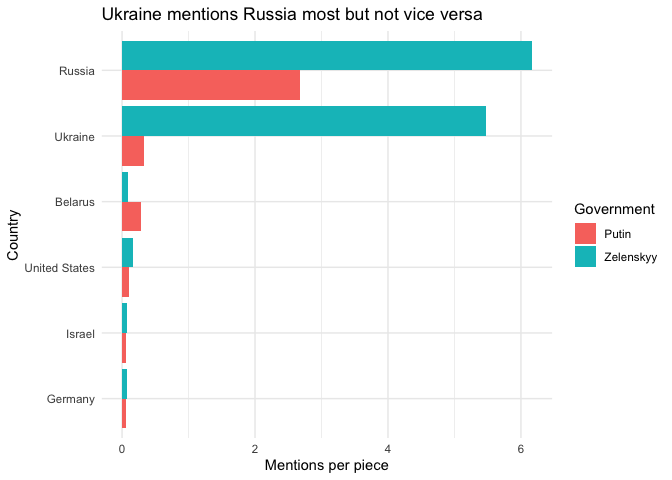 Ukraine mentions Russia most but not vice versa
Russia
Ukraine
Belarus
United States
Israel
Germany
Country
0 2 4 6
Mentions per piece
Government
Putin
Zelenskyy